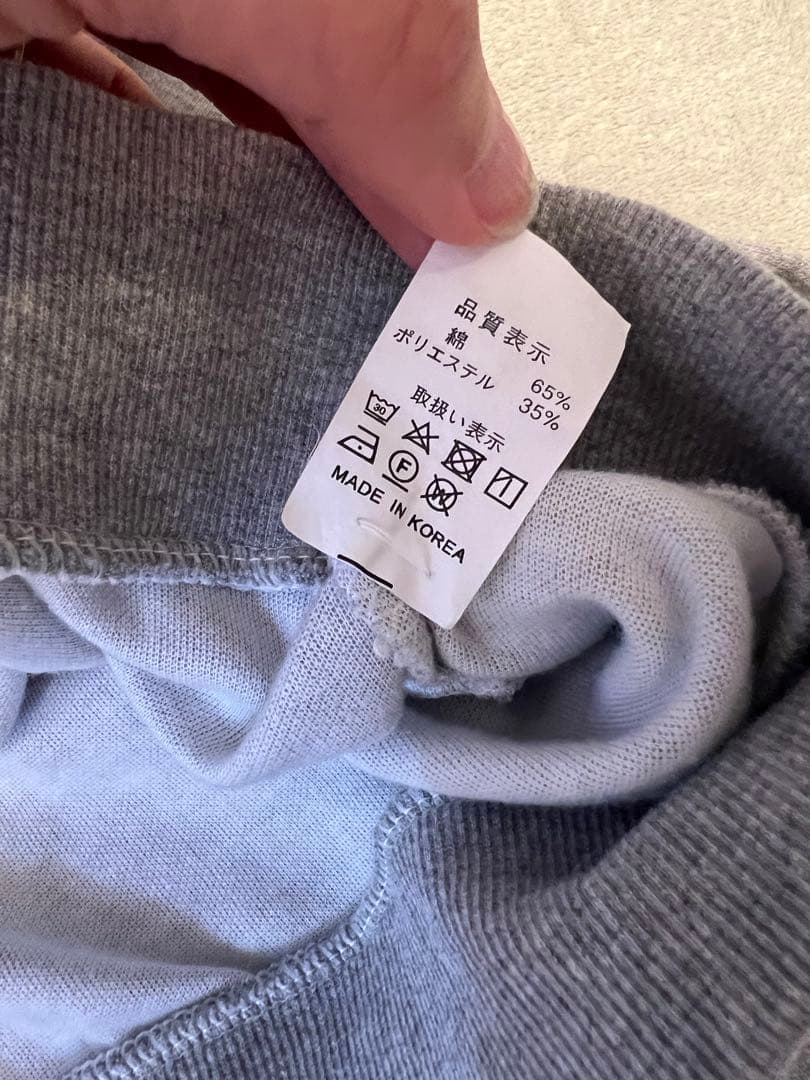 品質表示
綿 65%
ポリエステル 35%
取扱い表示
30
F
W
MADE IN KOREA